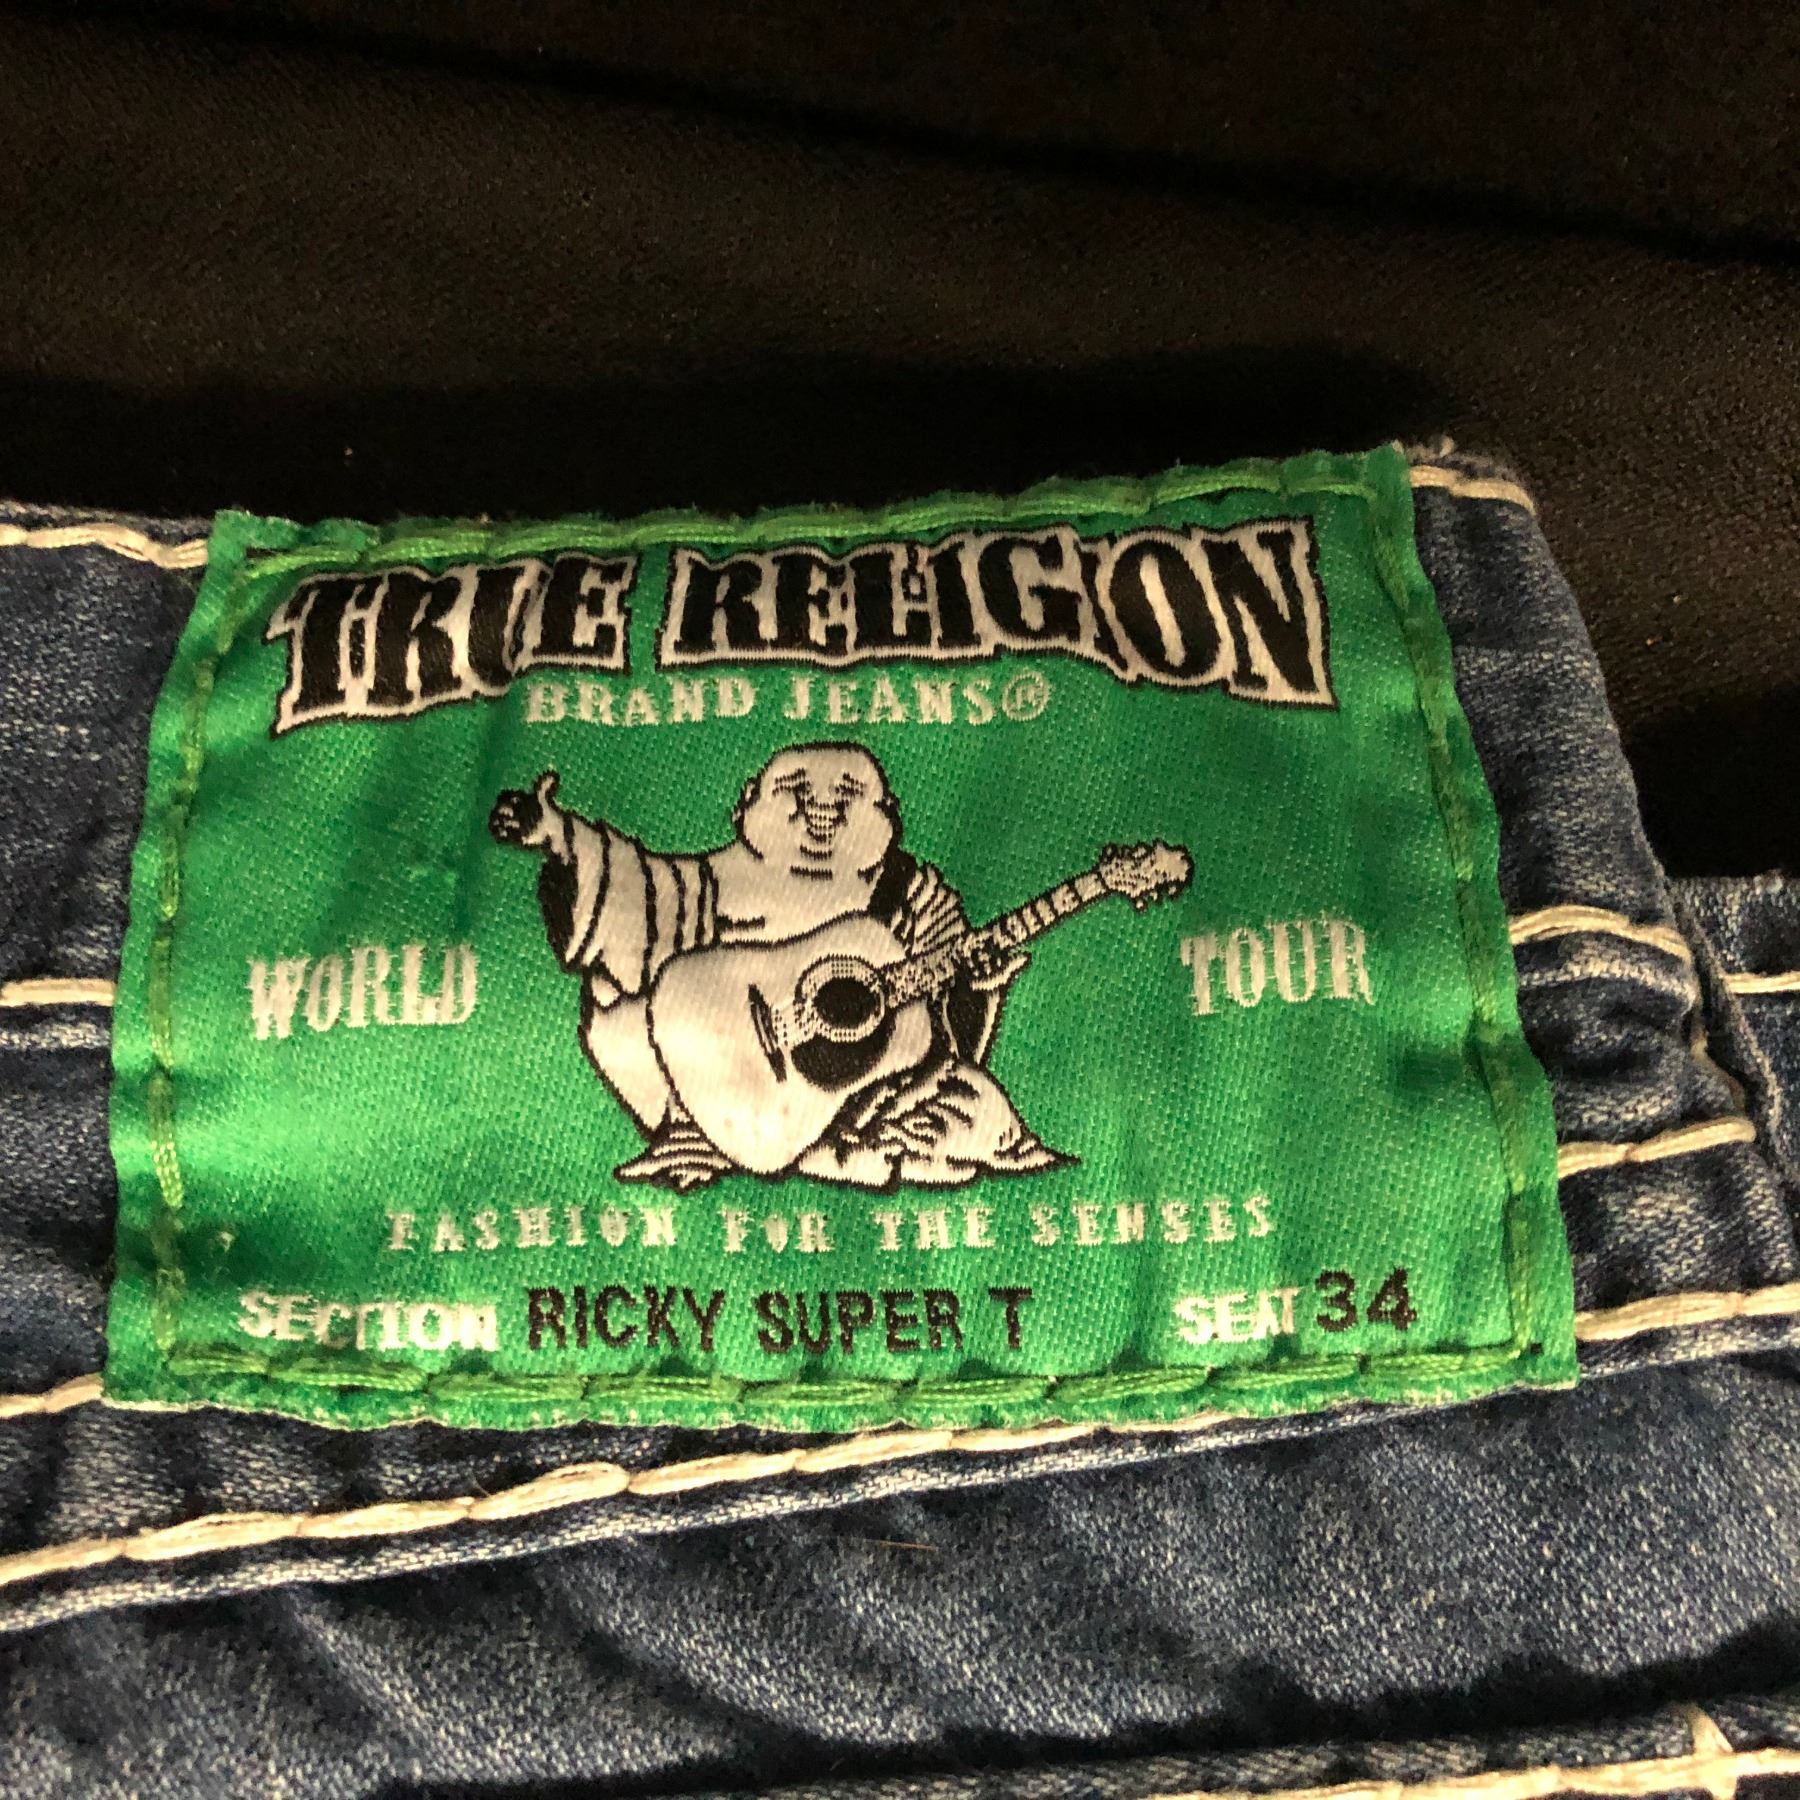 TRUE RELIGION
BRAND JEANS®
WORLD TOUR
FASHION FOR THE SENSES
SECTION RICKY SUPER T SEAT 34